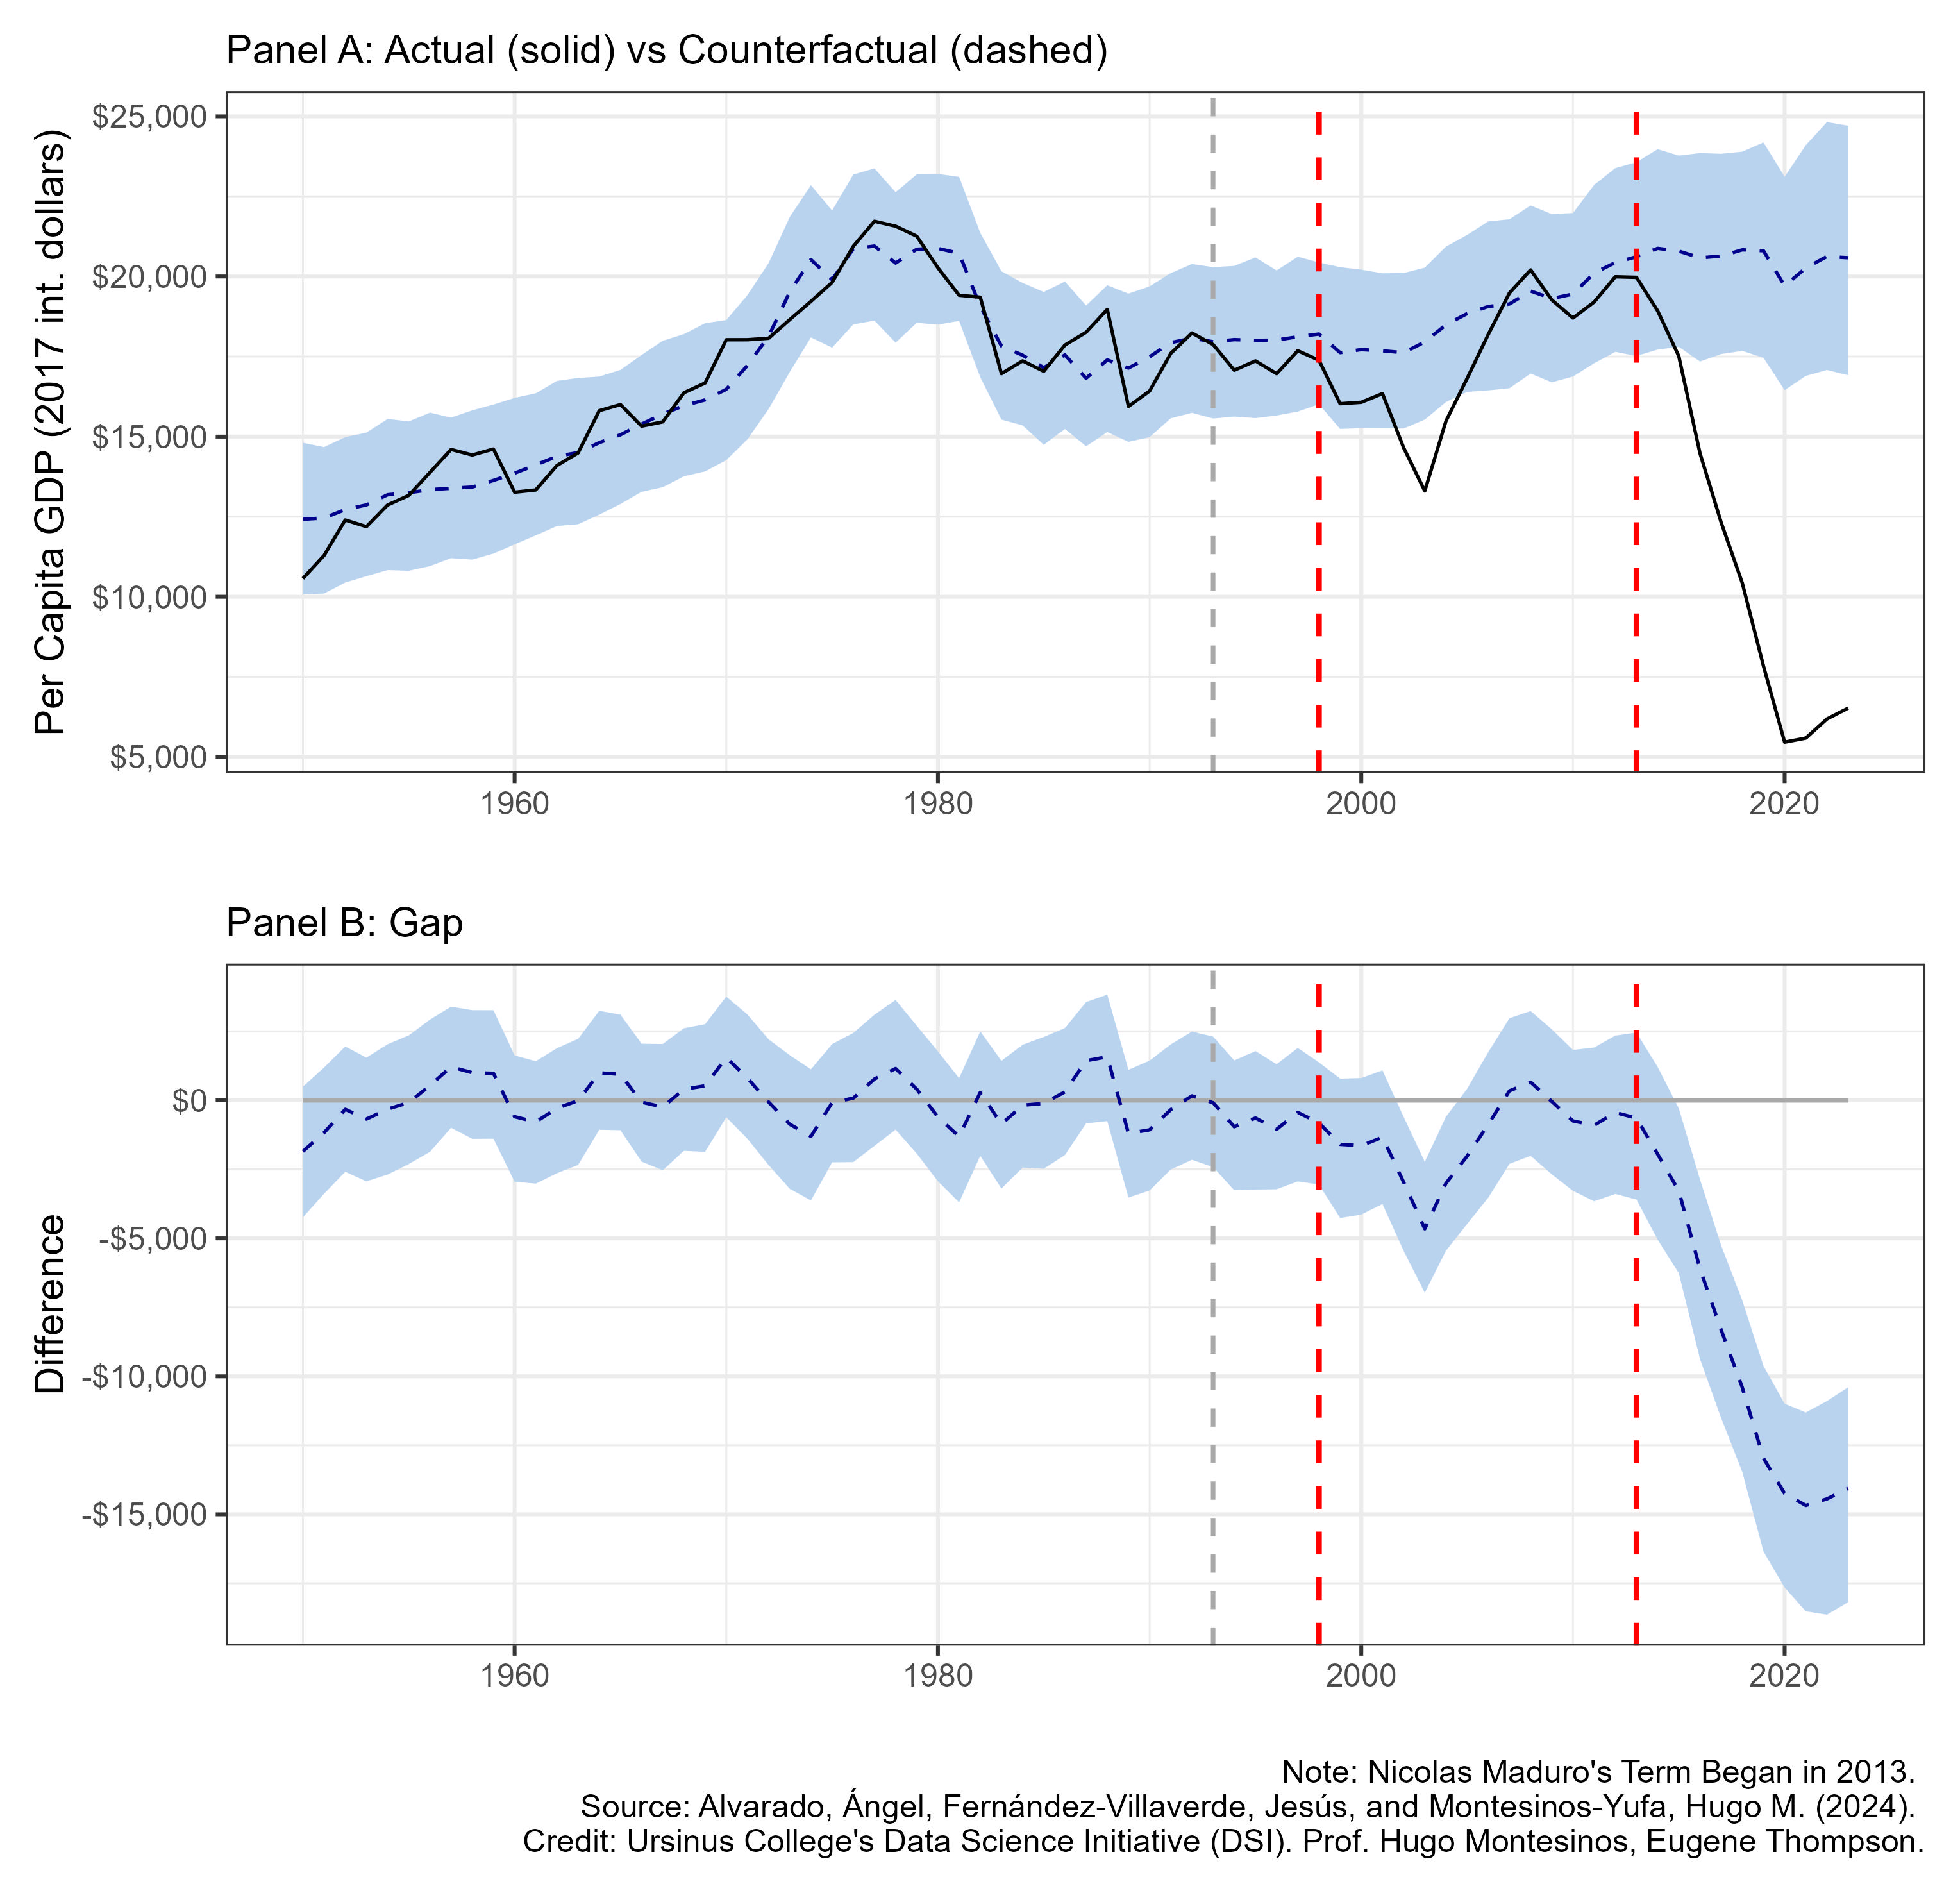 Panel A: Actual (solid) vs Counterfactual (dashed)
Per Capita GDP (2017 int. dollars)
$25,000
$20,000
$15,000
$10,000
$5,000
1960 1980 2000 2020
Panel B: Gap
Difference
$0
-$5,000
-$10,000
-$15,000
1960 1980 2000 2020
Note: Nicolas Maduro's Term Began in 2013.
Source: Alvarado, Ángel, Fernández-Villaverde, Jesús, and Montesinos-Yufa, Hugo M. (2024).
Credit: Ursinus College's Data Science Initiative (DSI). Prof. Hugo Montesinos, Eugene Thompson.